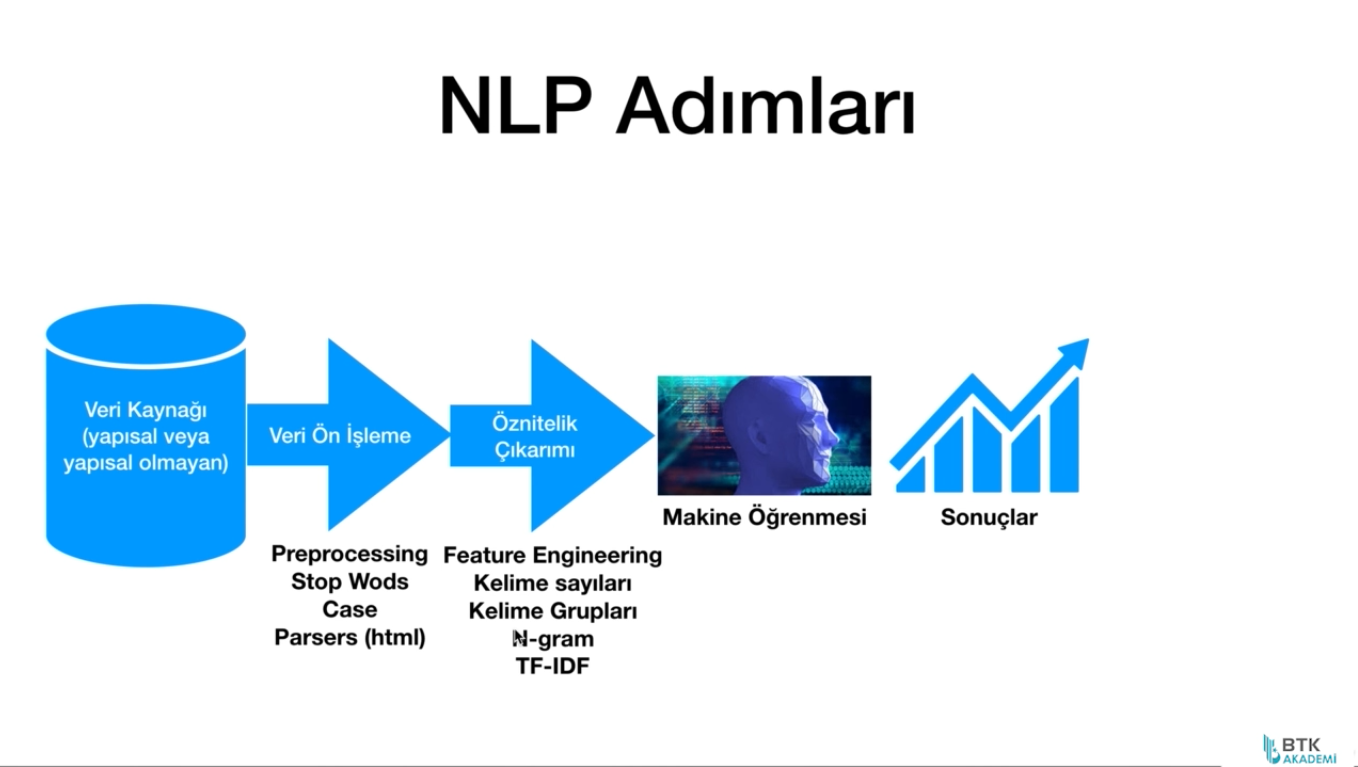 NLP Adımları
Veri Kaynağı
(yapısal veya
yapısal olmayan)
Veri Ön İşleme
Öznitelik
Çıkarımı
Makine Öğrenmesi
Sonuçlar
Preprocessing
Stop Wods
Case
Parsers (html)
Feature Engineering
Kelime sayıları
Kelime Grupları
N-gram
TF-IDF
BTK
AKADEMİ